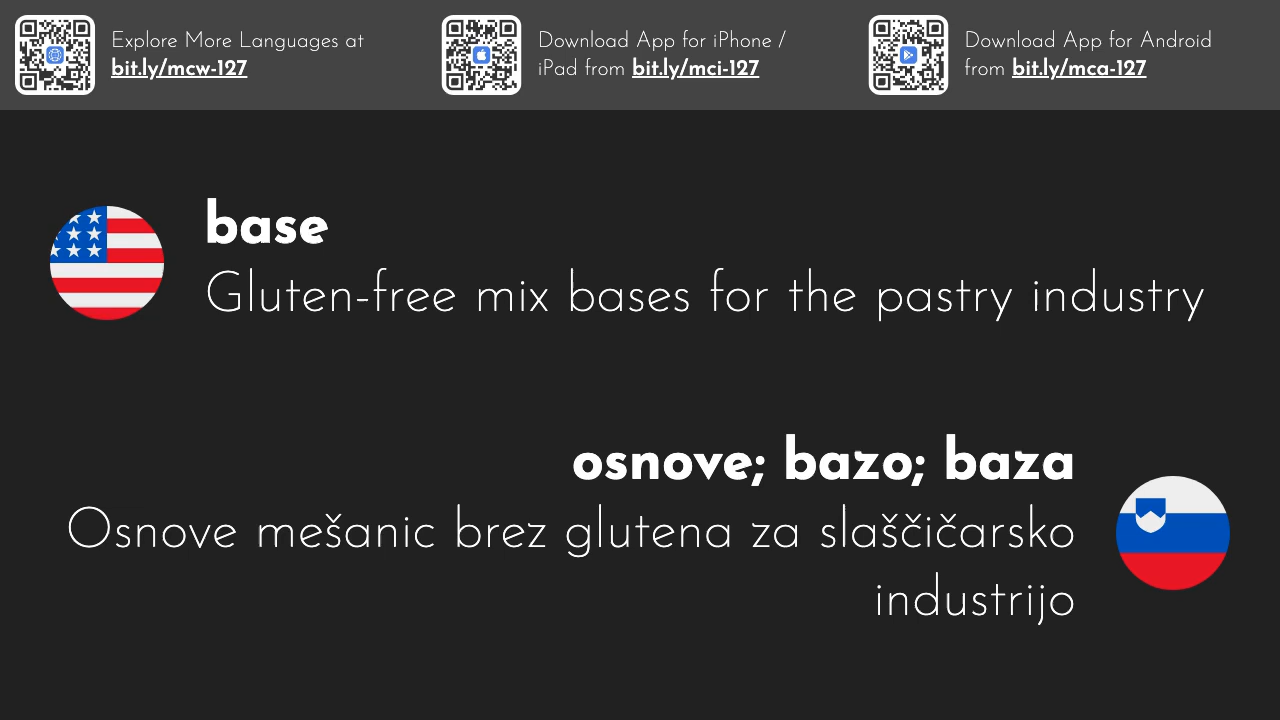 Explore More Languages at
bit.ly/mcw-127
Download App for iPhone /
iPad from bit.ly/mci-127
Download App for Android
from bit.ly/mca-127
base
Gluten-free mix bases for the pastry industry
osnove; bazo; baza
Osnove mešanic brez glutena za slaščičarsko
industrijo